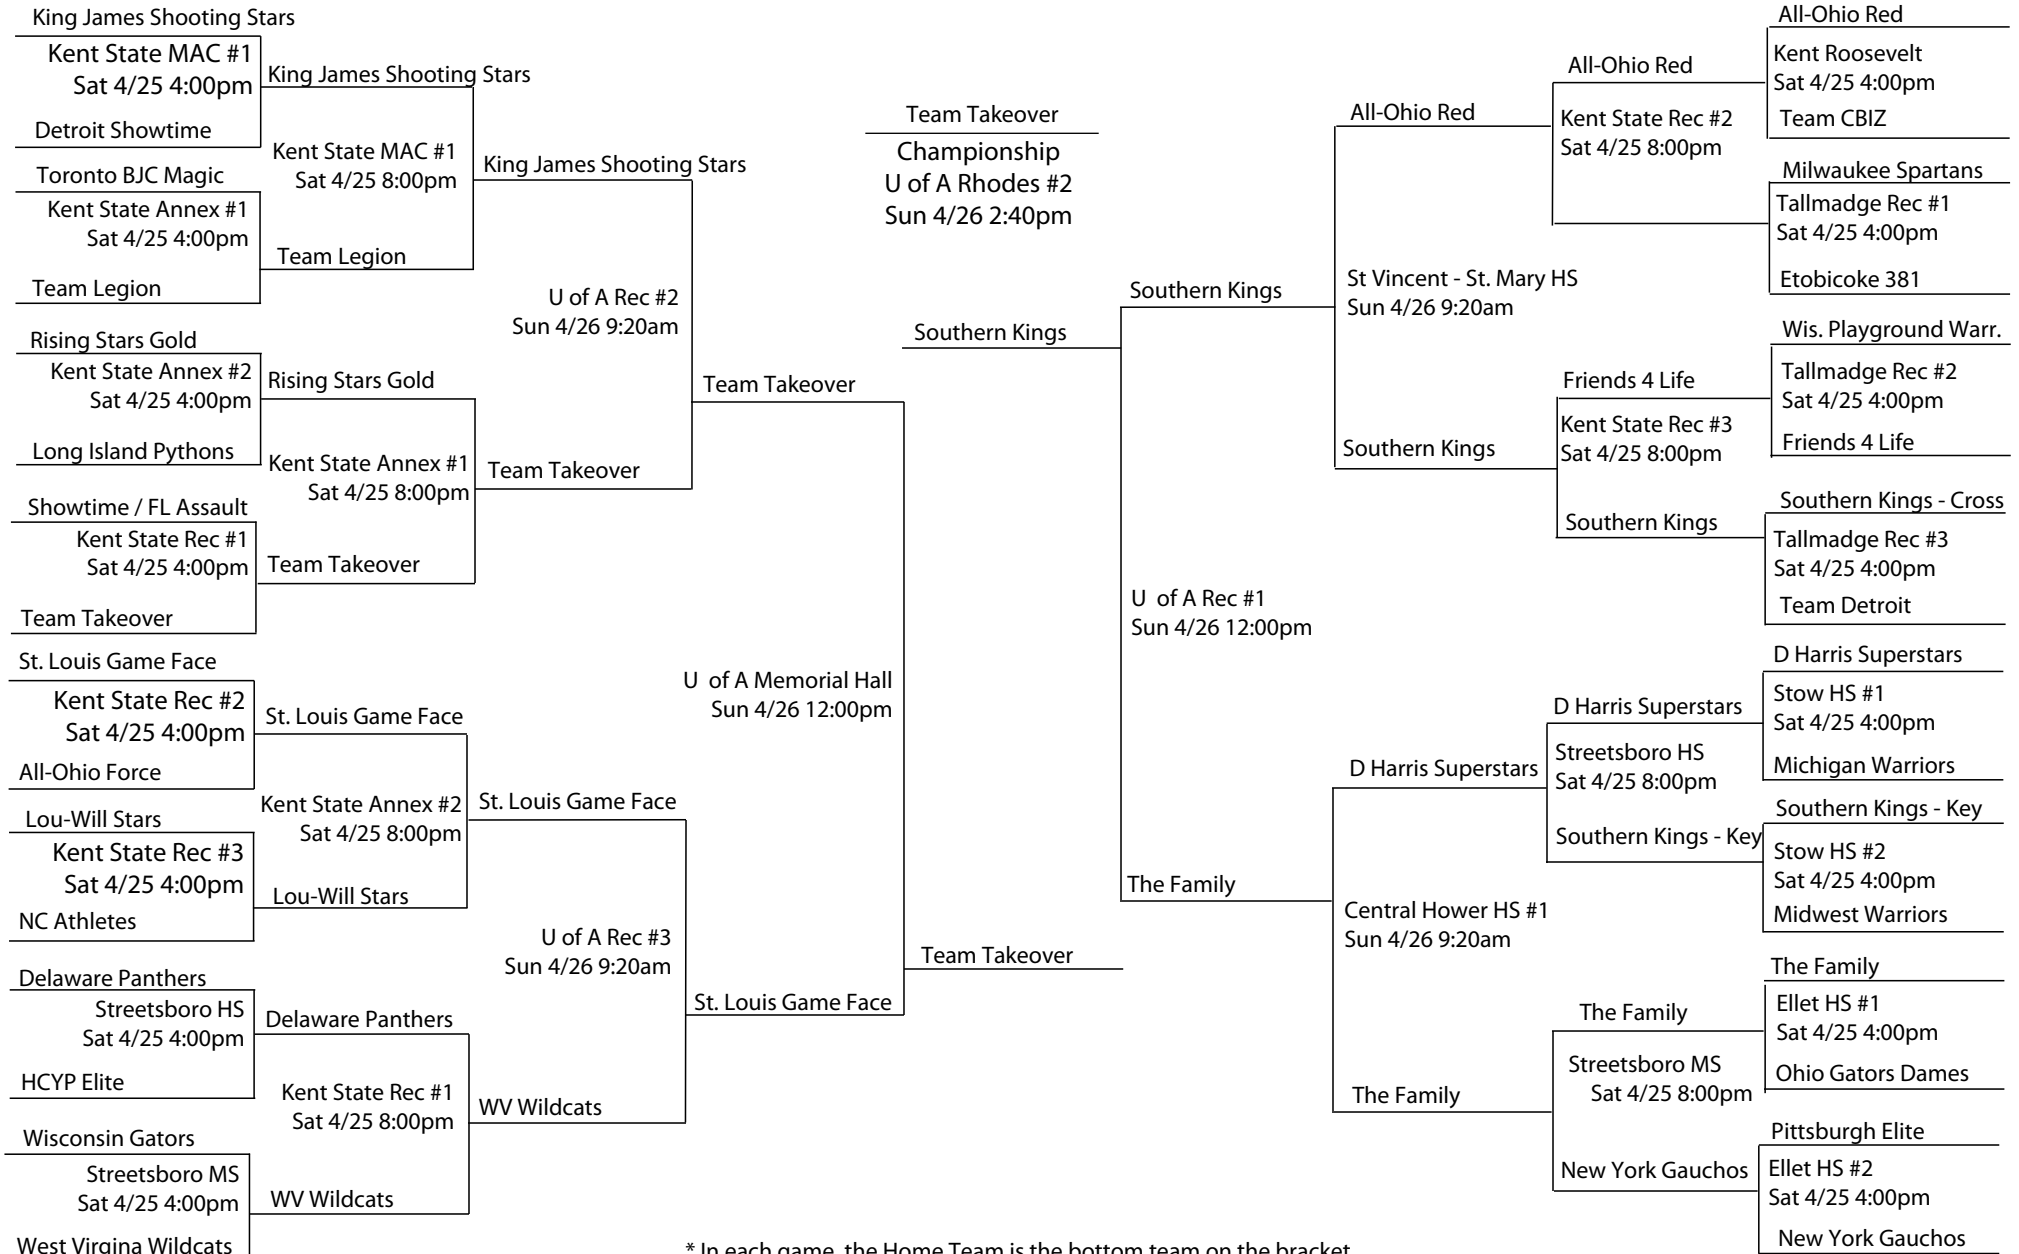 King James Shooting Stars
Kent State MAC #1
Sat 4/25 4:00pm
Detroit Showtime
Toronto BJC Magic
Kent State Annex #1
Sat 4/25 4:00pm
Team Legion
Rising Stars Gold
Kent State Annex #2
Sat 4/25 4:00pm
Long Island Pythons
Showtime / FL Assault
Kent State Rec #1
Sat 4/25 4:00pm
Team Takeover
St. Louis Game Face
Kent State Rec #2
Sat 4/25 4:00pm
All-Ohio Force
Lou-Will Stars
Kent State Rec #3
Sat 4/25 4:00pm
NC Athletes
Delaware Panthers
Streetsboro HS
Sat 4/25 4:00pm
HCYP Elite
Wisconsin Gators
Streetsboro MS
Sat 4/25 4:00pm
West Virgina Wildcats
King James Shooting Stars
Kent State MAC #1
Sat 4/25 8:00pm
Team Legion
Rising Stars Gold
Kent State Annex #1
Sat 4/25 8:00pm
Team Takeover
St. Louis Game Face
Kent State Annex #2
Sat 4/25 8:00pm
Lou-Will Stars
Delaware Panthers
Kent State Rec #1
Sat 4/25 8:00pm
WV Wildcats
King James Shooting Stars
U of A Rec #2
Sun 4/26 9:20am
Team Takeover
St. Louis Game Face
U of A Rec #3
Sun 4/26 9:20am
WV Wildcats
Team Takeover
U of A Memorial Hall
Sun 4/26 12:00pm
St. Louis Game Face
Team Takeover
Championship
U of A Rhodes #2
Sun 4/26 2:40pm
Southern Kings
Team Takeover
Southern Kings
U of A Rec #1
Sun 4/26 12:00pm
The Family
All-Ohio Red
St Vincent - St. Mary HS
Sun 4/26 9:20am
Southern Kings
D Harris Superstars
Central Hower HS #1
Sun 4/26 9:20am
The Family
All-Ohio Red
Kent State Rec #2
Sat 4/25 8:00pm
Friends 4 Life
Kent State Rec #3
Sat 4/25 8:00pm
Southern Kings
D Harris Superstars
Streetsboro HS
Sat 4/25 8:00pm
Southern Kings - Key
The Family
Streetsboro MS
Sat 4/25 8:00pm
New York Gauchos
All-Ohio Red
Kent Roosevelt
Sat 4/25 4:00pm
Team CBIZ
Milwaukee Spartans
Tallmadge Rec #1
Sat 4/25 4:00pm
Etobicoke 381
Wis. Playground Warr.
Tallmadge Rec #2
Sat 4/25 4:00pm
Friends 4 Life
Southern Kings - Cross
Tallmadge Rec #3
Sat 4/25 4:00pm
Team Detroit
D Harris Superstars
Stow HS #1
Sat 4/25 4:00pm
Michigan Warriors
Southern Kings - Key
Stow HS #2
Sat 4/25 4:00pm
Midwest Warriors
The Family
Ellet HS #1
Sat 4/25 4:00pm
Ohio Gators Dames
Pittsburgh Elite
Ellet HS #2
Sat 4/25 4:00pm
New York Gauchos
* In each game, the Home Team is the bottom team on the bracket